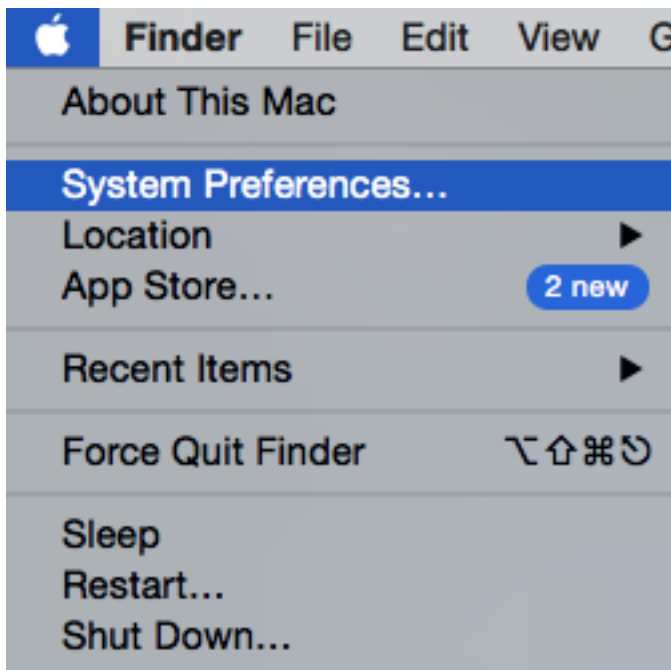 Finder File Edit View G
About This Mac
System Preferences...
Location
App Store... 2 new
Recent Items
Force Quit Finder ⌥⇧⌘⎋
Sleep
Restart...
Shut Down...